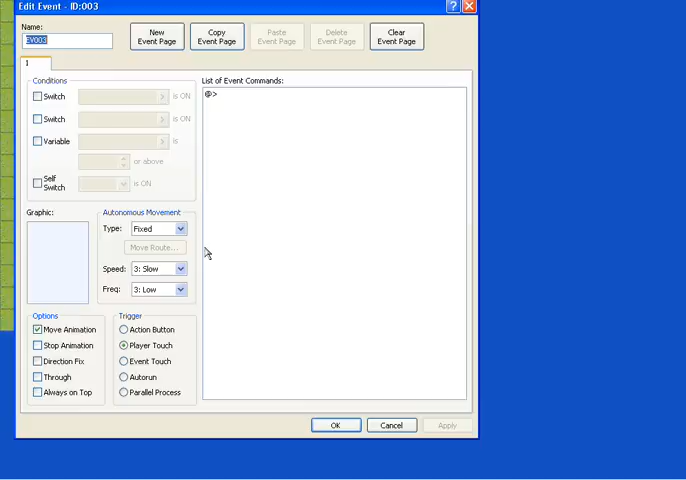 Edit Event - ID:003
Name:
EV003
New Event Page
Copy Event Page
Paste Event Page
Delete Event Page
Clear Event Page
1
Conditions
Switch
is ON
Switch
is ON
Variable
is
or above
Self Switch
is ON
Graphic:
Autonomous Movement
Type: Fixed
Move Route...
Speed: 3: Slow
Freq: 3: Low
Options
Move Animation
Stop Animation
Direction Fix
Through
Always on Top
Trigger
Action Button
Player Touch
Event Touch
Autorun
Parallel Process
List of Event Commands:
@>
OK
Cancel
Apply